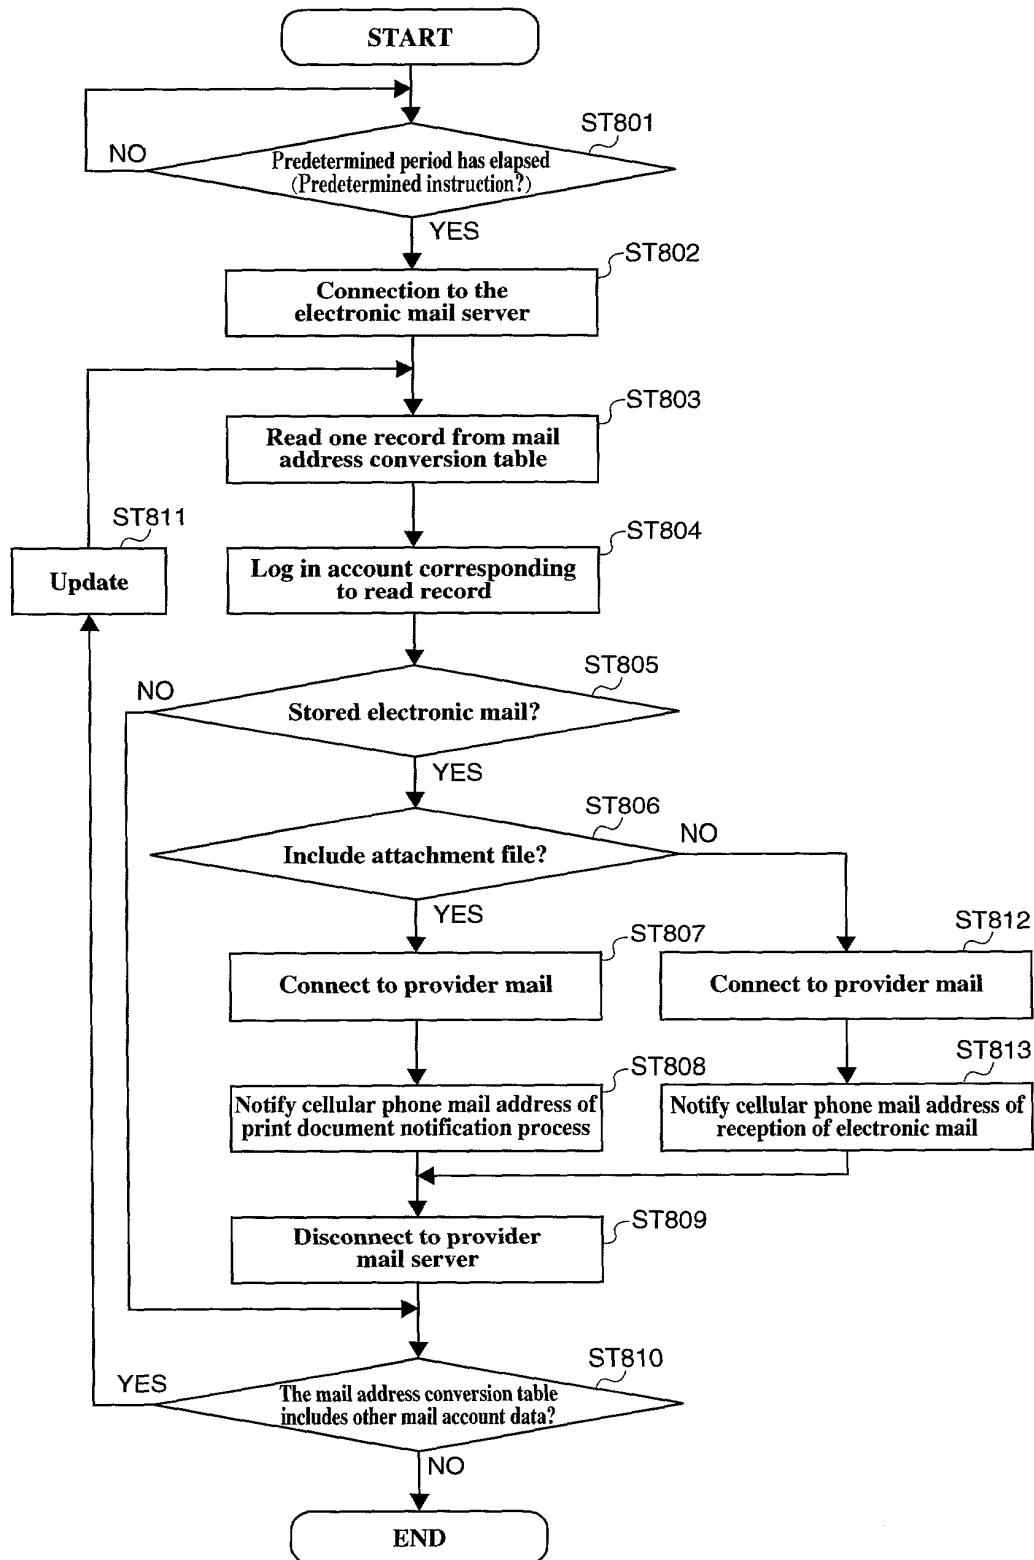 START
ST801
NO
Predetermined period has elapsed
(Predetermined instruction?)
YES
ST802
Connection to the
electronic mail server
ST803
Read one record from mail
address conversion table
ST811
Update
ST804
Log in account corresponding
to read record
ST805
NO
Stored electronic mail?
YES
ST806
NO
Include attachment file?
YES
ST807
Connect to provider mail
ST812
Connect to provider mail
ST808
Notify cellular phone mail address of
print document notification process
ST813
Notify cellular phone mail address of
reception of electronic mail
ST809
Disconnect to provider
mail server
ST810
YES
The mail address conversion table
includes other mail account data?
NO
END